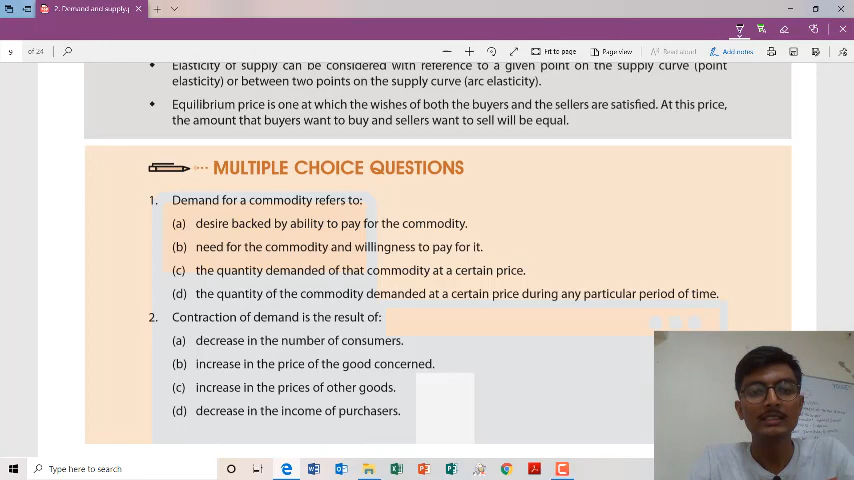 2. Demand and supply.p
9 of 24
Fit to page
Page view
Read aloud
Add notes
• Elasticity of supply can be considered with reference to a given point on the supply curve (point
elasticity) or between two points on the supply curve (arc elasticity).
• Equilibrium price is one at which the wishes of both the buyers and the sellers are satisfied. At this price,
the amount that buyers want to buy and sellers want to sell will be equal.
MULTIPLE CHOICE QUESTIONS
1. Demand for a commodity refers to:
(a) desire backed by ability to pay for the commodity.
(b) need for the commodity and willingness to pay for it.
(c) the quantity demanded of that commodity at a certain price.
(d) the quantity of the commodity demanded at a certain price during any particular period of time.
2. Contraction of demand is the result of:
(a) decrease in the number of consumers.
(b) increase in the price of the good concerned.
(c) increase in the prices of other goods.
(d) decrease in the income of purchasers.
Type here to search